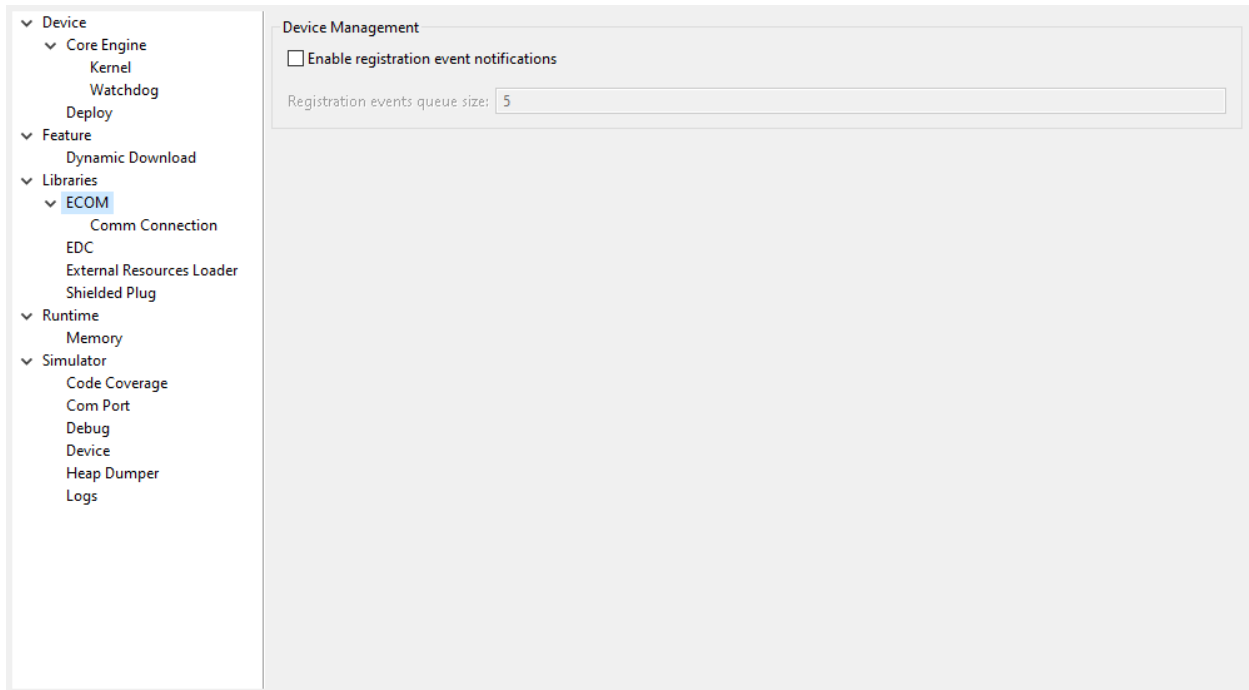 Device
Core Engine
Kernel
Watchdog
Deploy
Feature
Dynamic Download
Libraries
ECOM
Comm Connection
EDC
External Resources Loader
Shielded Plug
Runtime
Memory
Simulator
Code Coverage
Com Port
Debug
Device
Heap Dumper
Logs
Device Management
Enable registration event notifications
Registration events queue size: 5